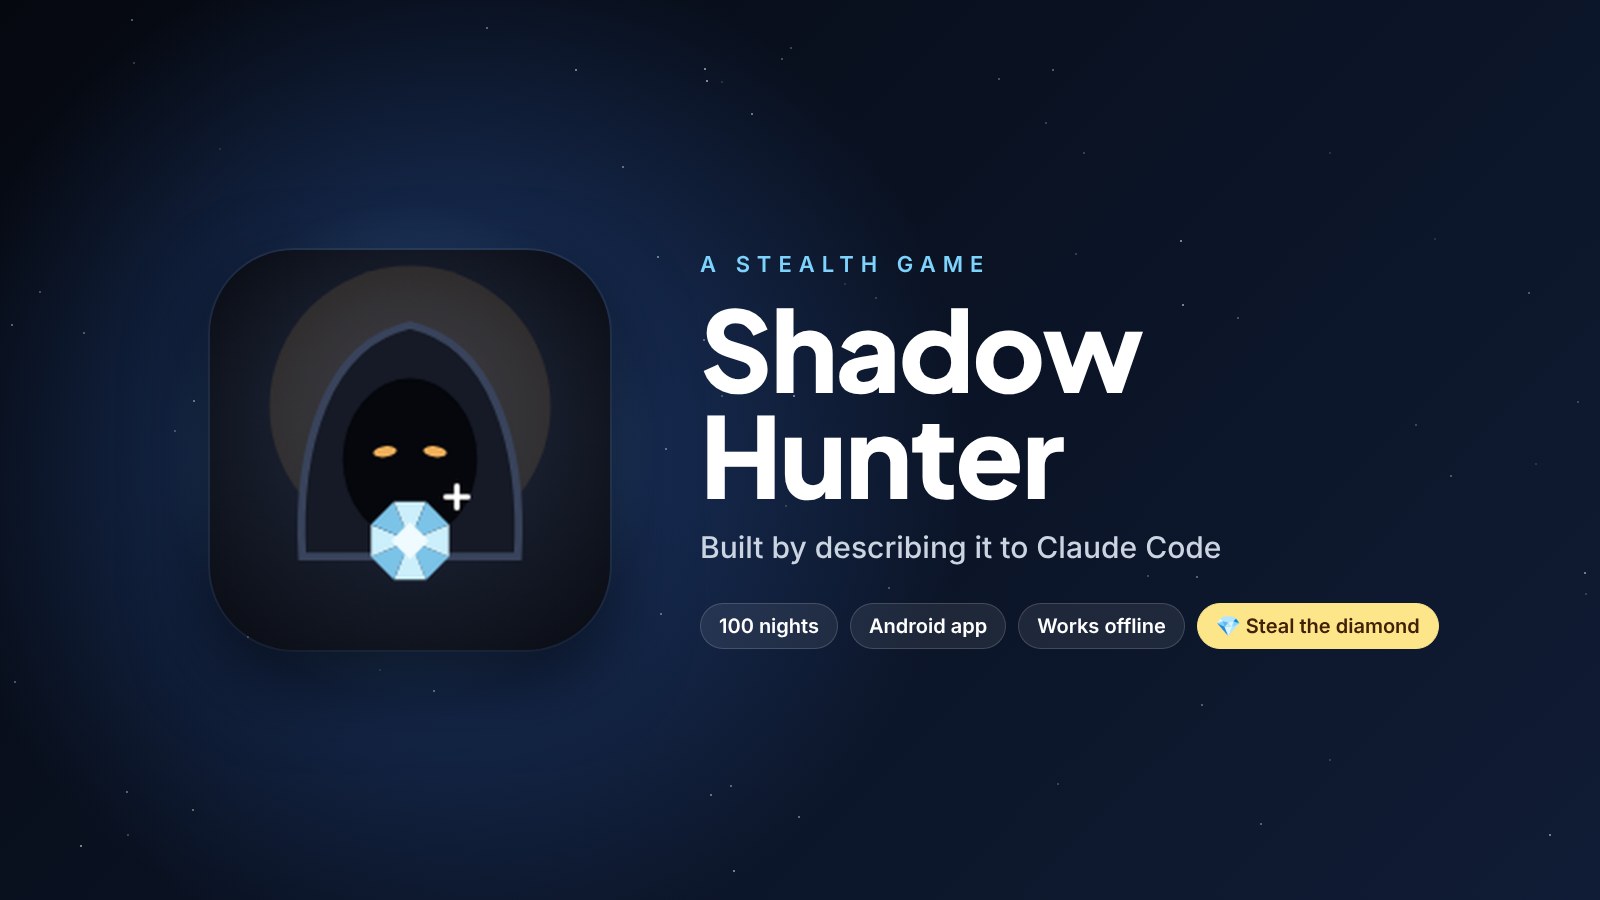 A STEALTH GAME
Shadow
Hunter
Built by describing it to Claude Code
100 nights
Android app
Works offline
💎 Steal the diamond